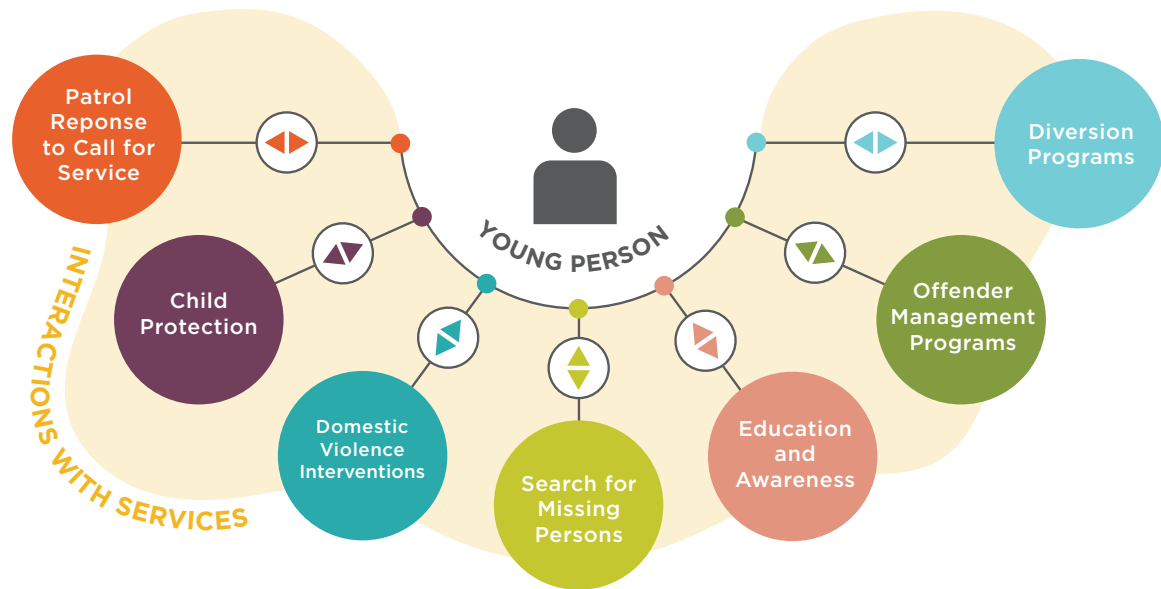 Patrol
Reponse
to Call for
Service
Child
Protection
Domestic
Violence
Interventions
Search for
Missing
Persons
Education
and
Awareness
Offender
Management
Programs
Diversion
Programs
YOUNG PERSON
INTERACTIONS WITH SERVICES